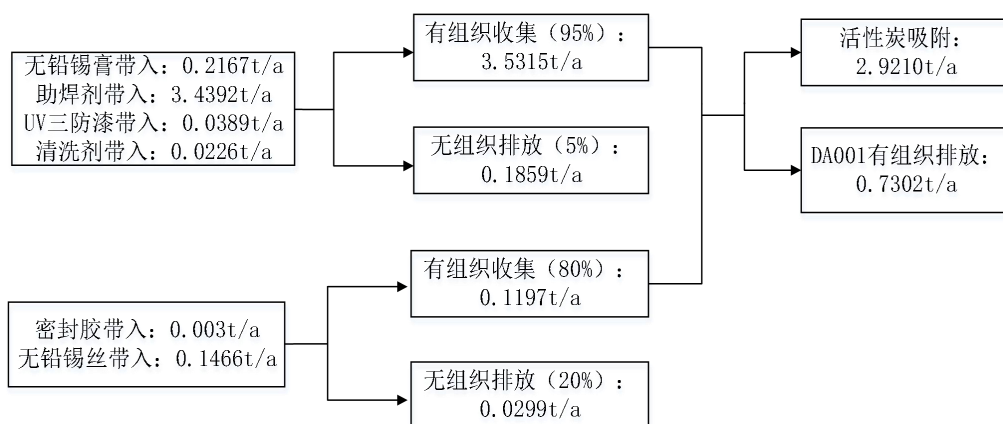 无铅锡膏带入：0.2167t/a
助焊剂带入：3.4392t/a
UV三防漆带入：0.0389t/a
清洗剂带入：0.0226t/a
有组织收集（95%）：
3.5315t/a
无组织排放（5%）：
0.1859t/a
活性炭吸附：
2.9210t/a
DA001有组织排放：
0.7302t/a
密封胶带入：0.003t/a
无铅锡丝带入：0.1466t/a
有组织收集（80%）：
0.1197t/a
无组织排放（20%）：
0.0299t/a